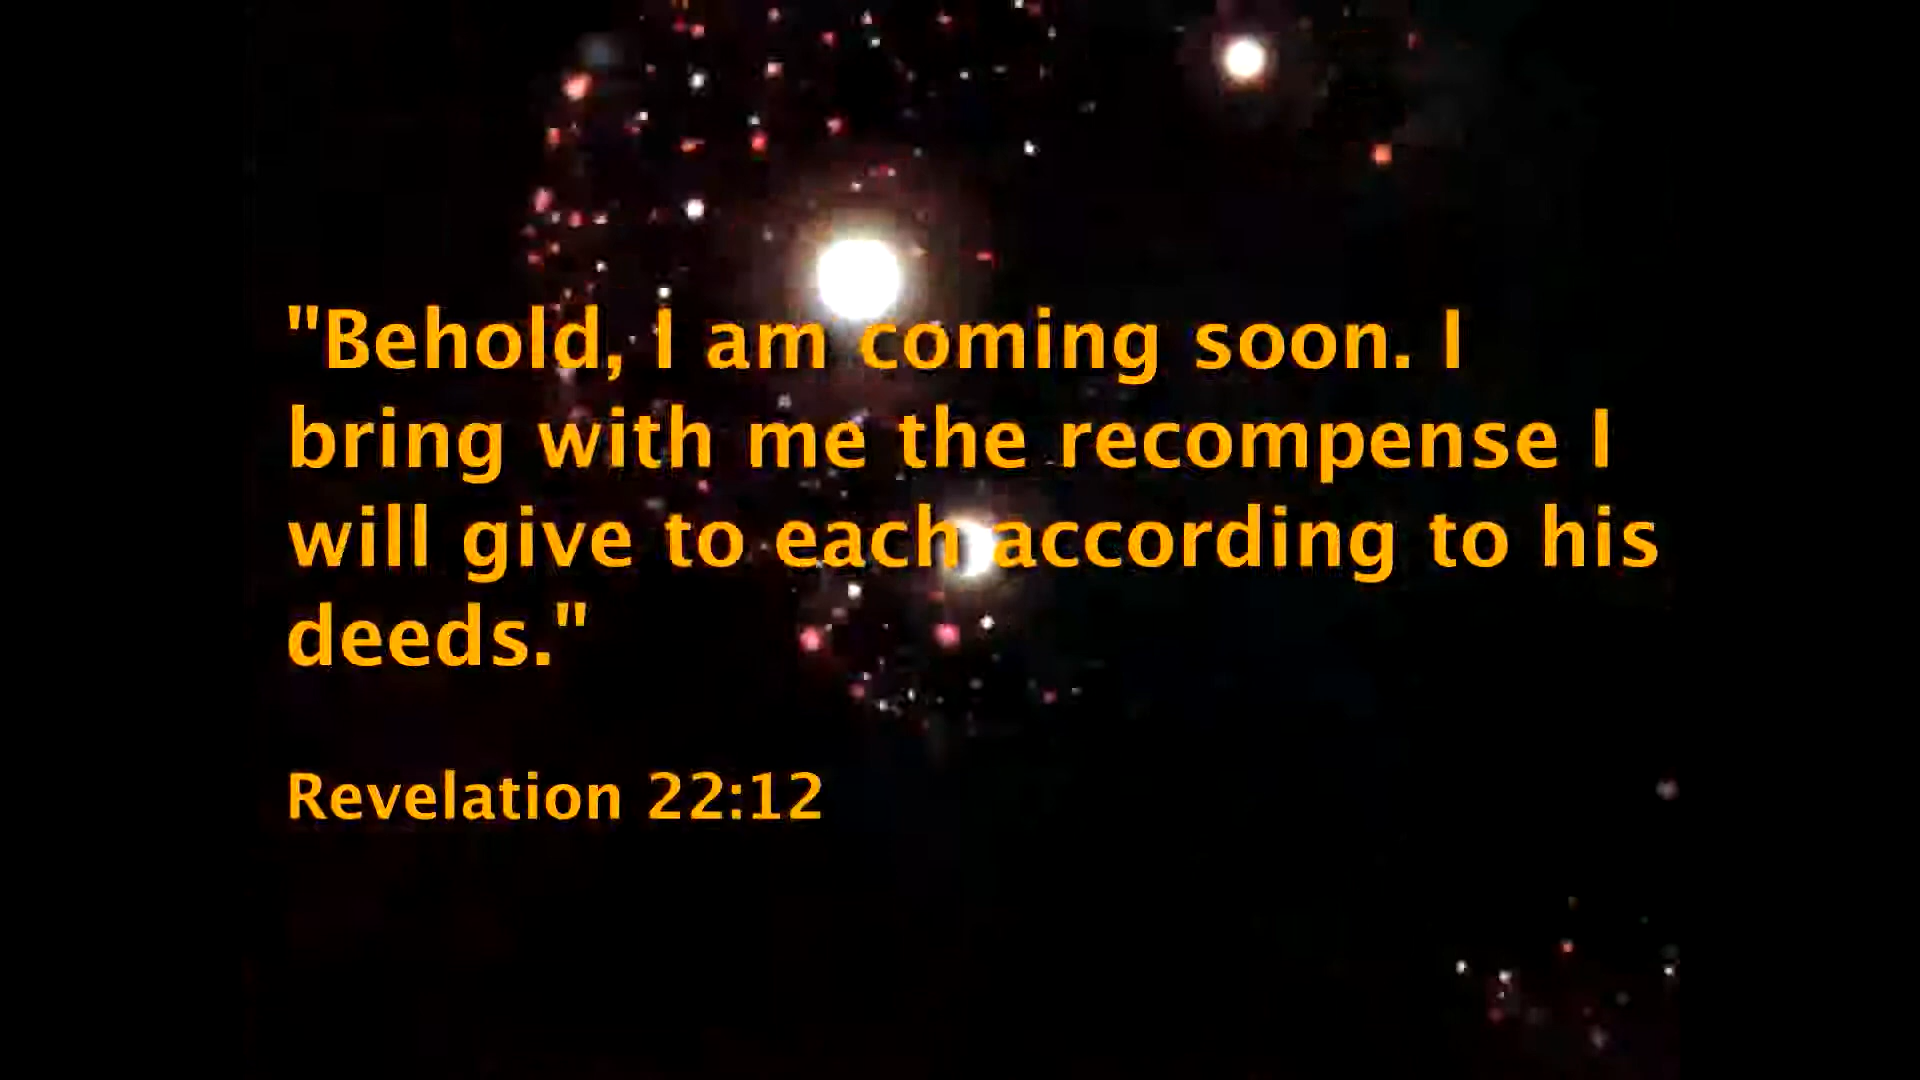 "Behold, I am coming soon. I
bring with me the recompense I
will give to each according to his
deeds."
Revelation 22:12